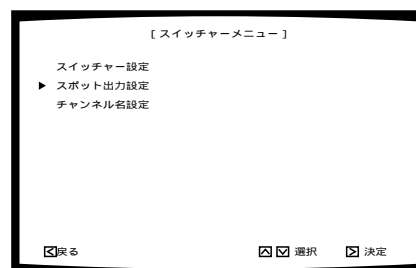 [スイッチャーメニュー]
スイッチャー設定
▶ スポット出力設定
チャンネル名設定
戻る 選択 決定